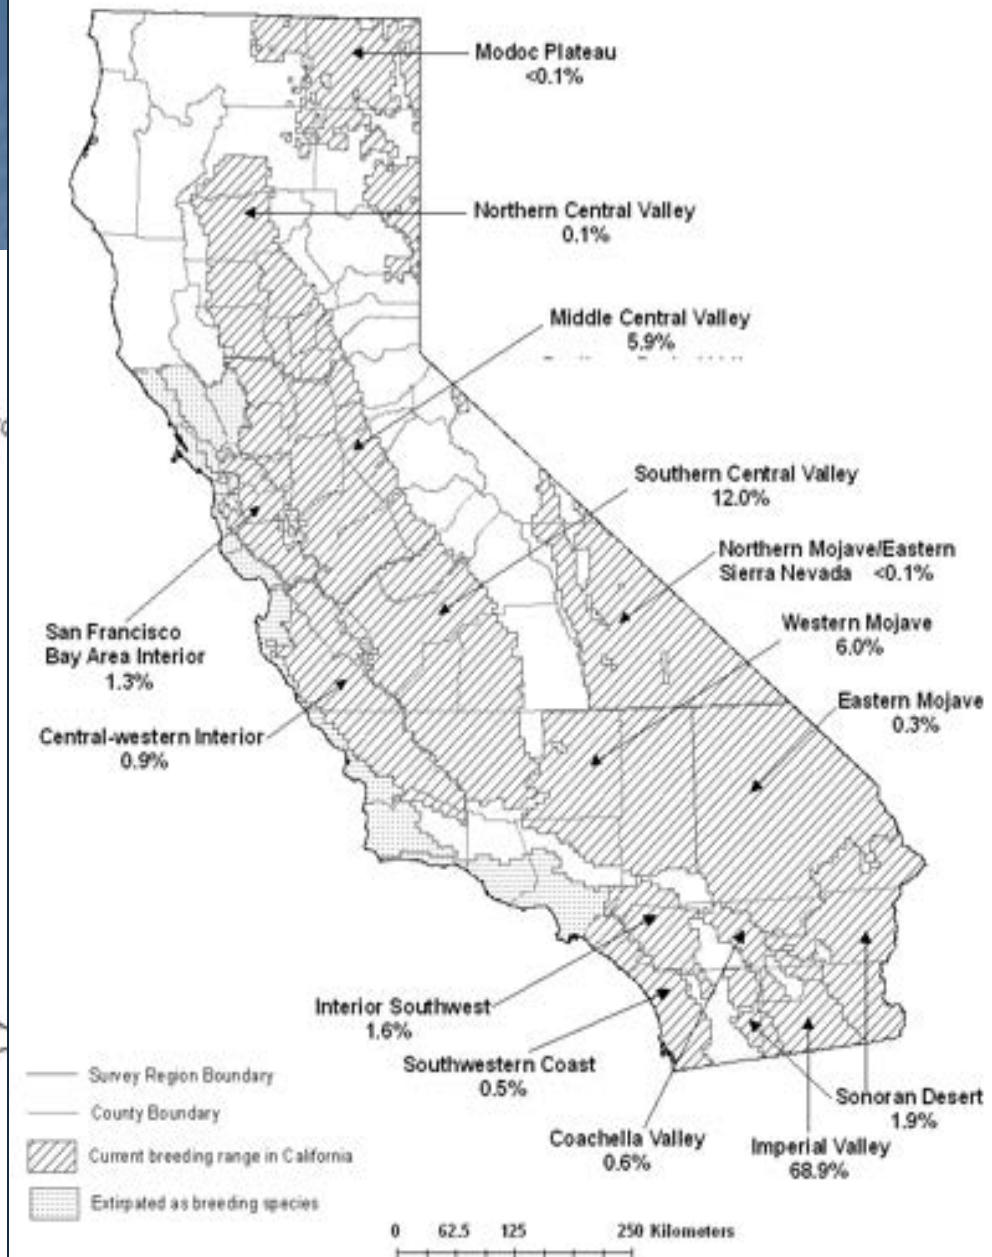 Modoc Plateau
<0.1%
Northern Central Valley
0.1%
Middle Central Valley
5.9%
Southern Central Valley
12.0%
Northern Mojave/Eastern
Sierra Nevada <0.1%
Western Mojave
6.0%
Eastern Mojave
0.3%
San Francisco
Bay Area Interior
1.3%
Central-western Interior
0.9%
Interior Southwest
1.6%
Southwestern Coast
0.5%
Coachella Valley
0.6%
Sonoran Desert
1.9%
Imperial Valley
68.9%
Survey Region Boundary
County Boundary
Current breeding range in California
Extirpated as breeding species
0 62.5 125 250 Kilometers